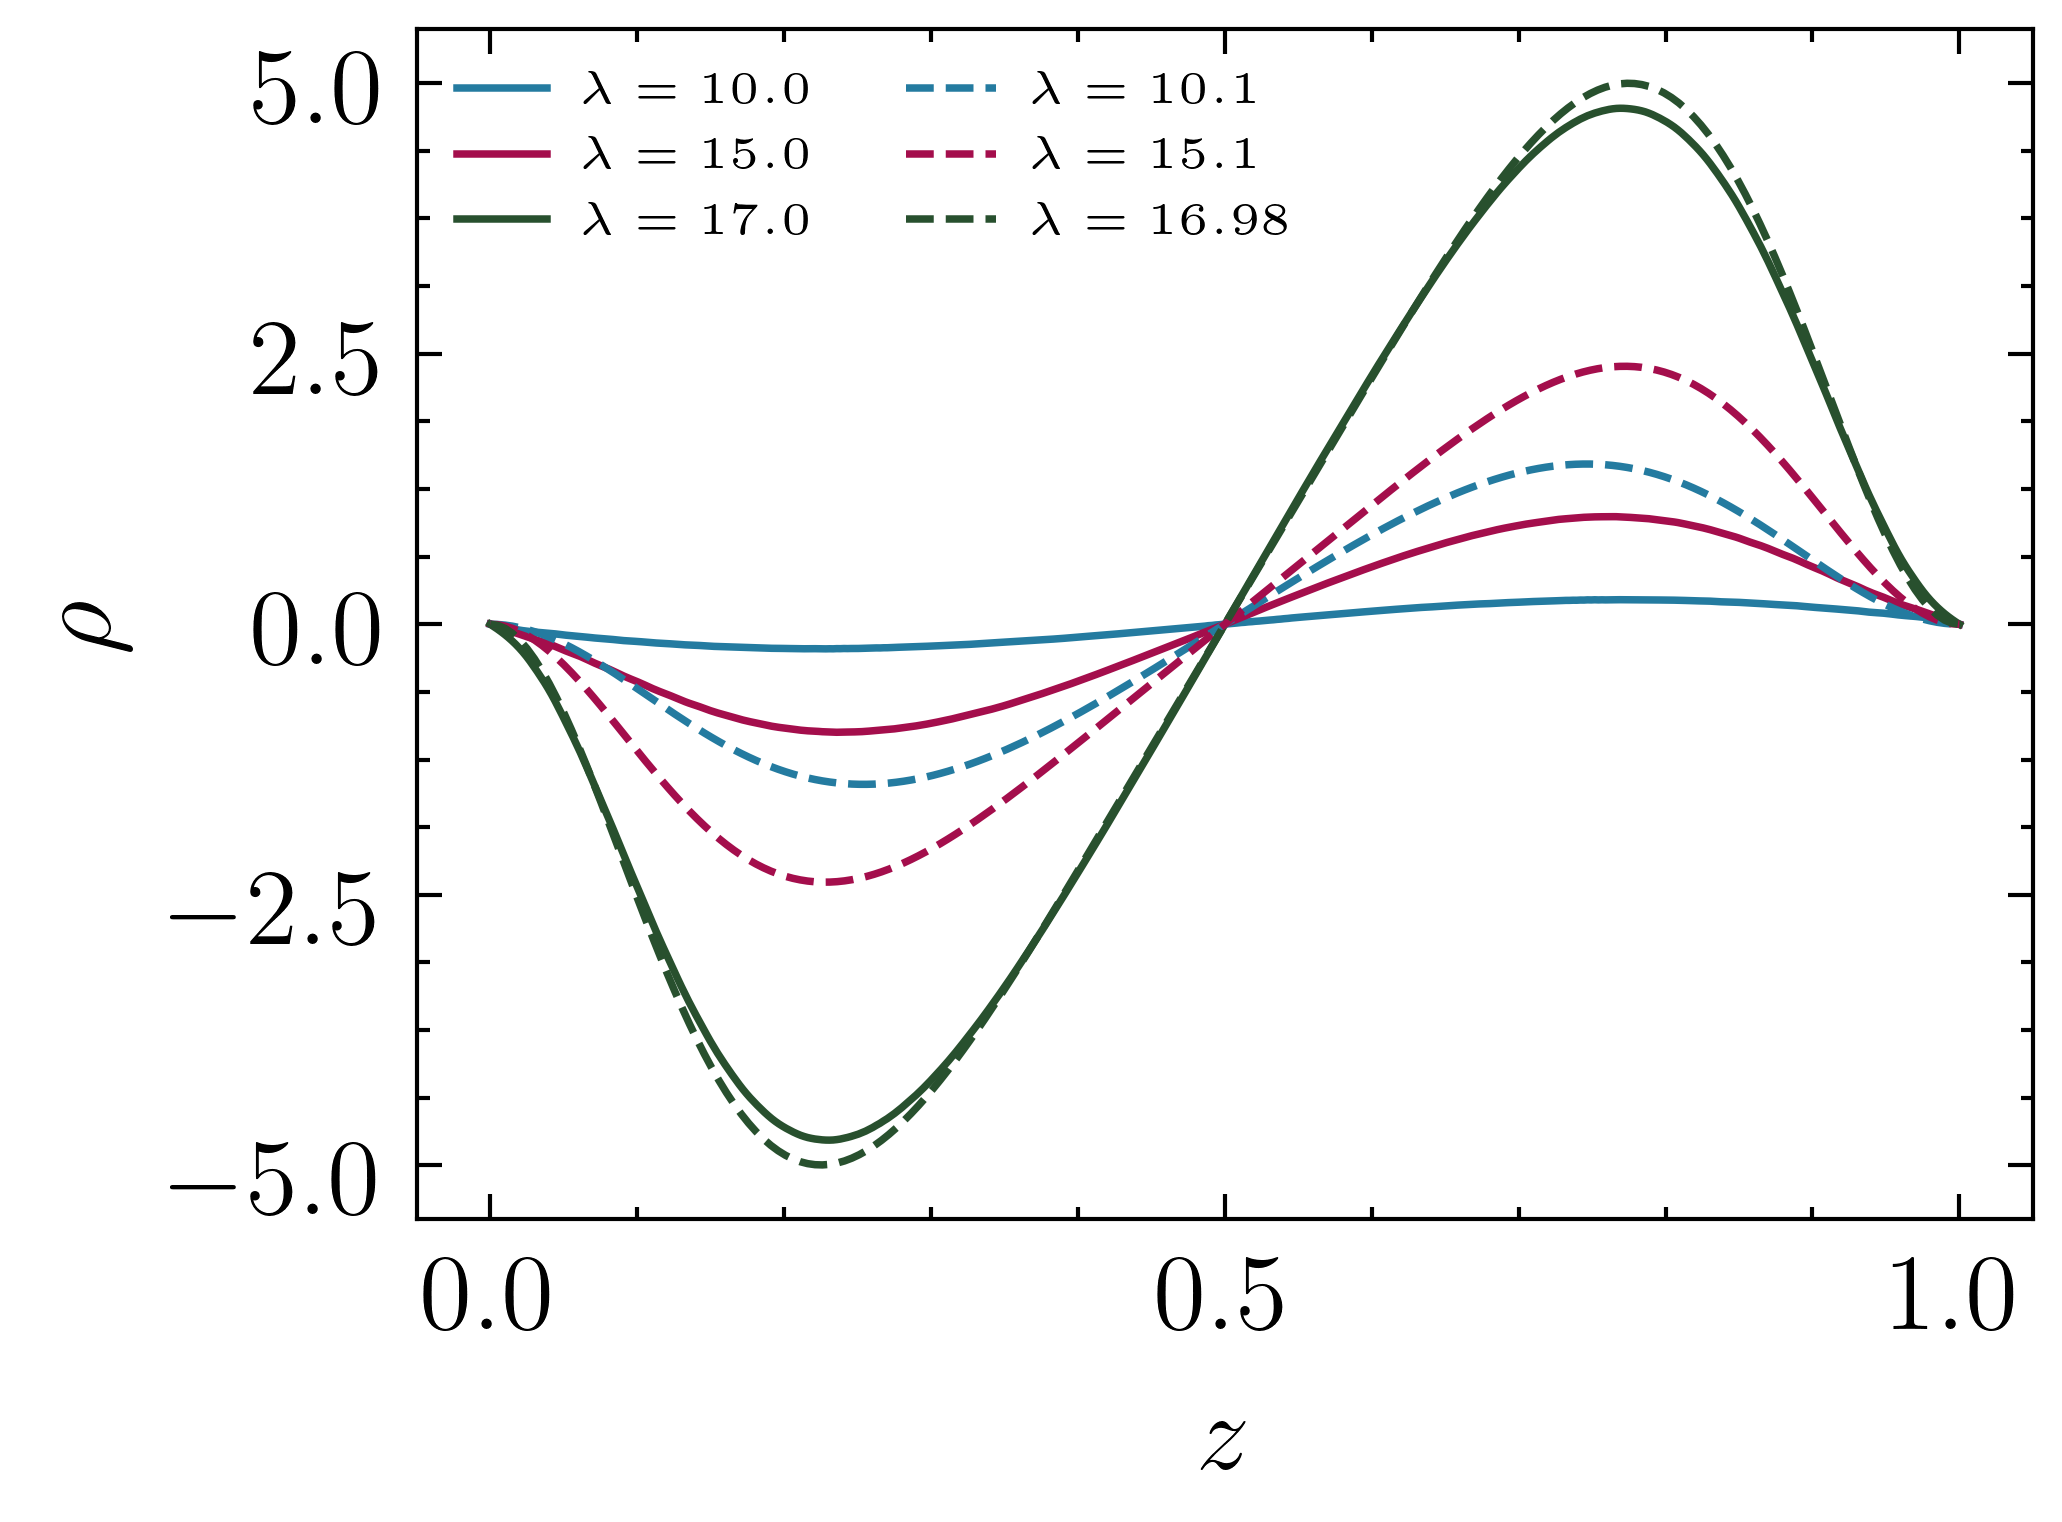 5.0
2.5
0.0
−2.5
−5.0
ρ
λ = 10.0
λ = 15.0
λ = 17.0
λ = 10.1
λ = 15.1
λ = 16.98
0.0 0.5 1.0
z